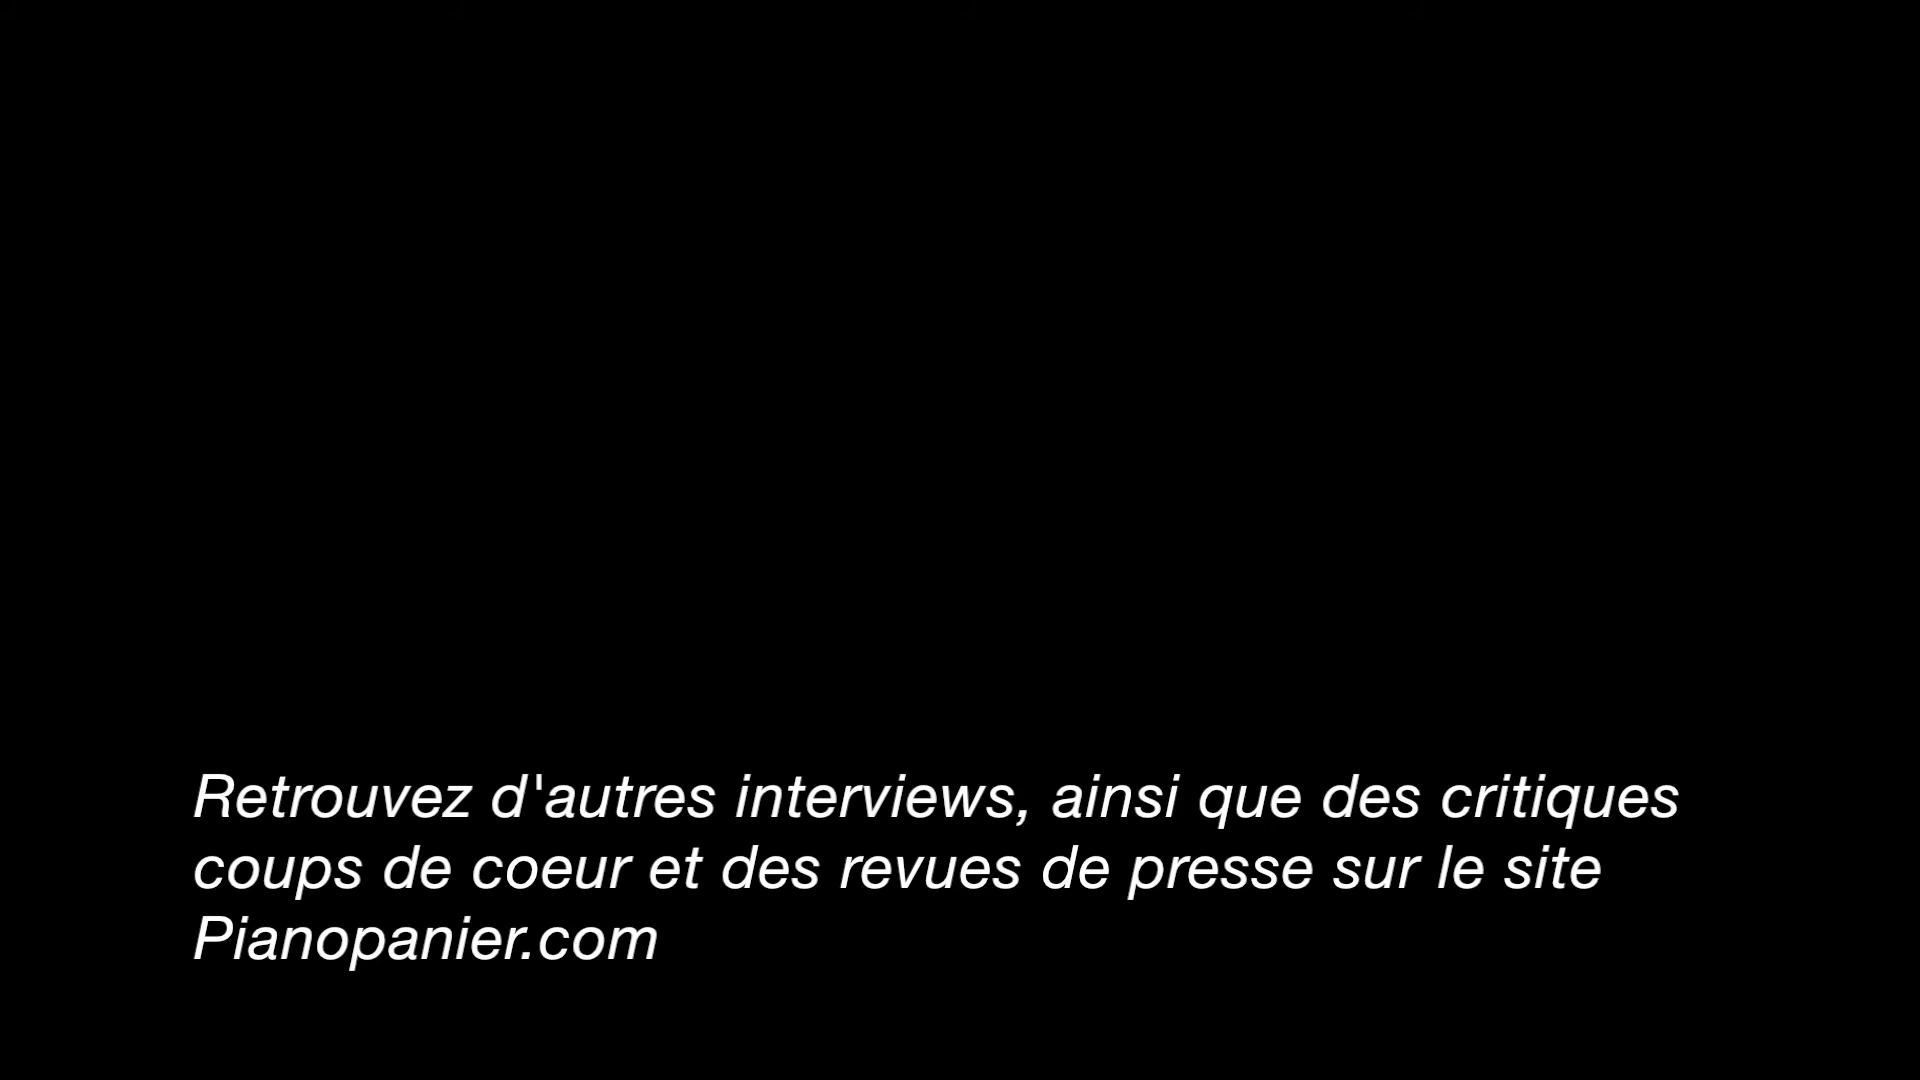 Retrouvez d'autres interviews, ainsi que des critiques
coups de coeur et des revues de presse sur le site
Pianopanier.com